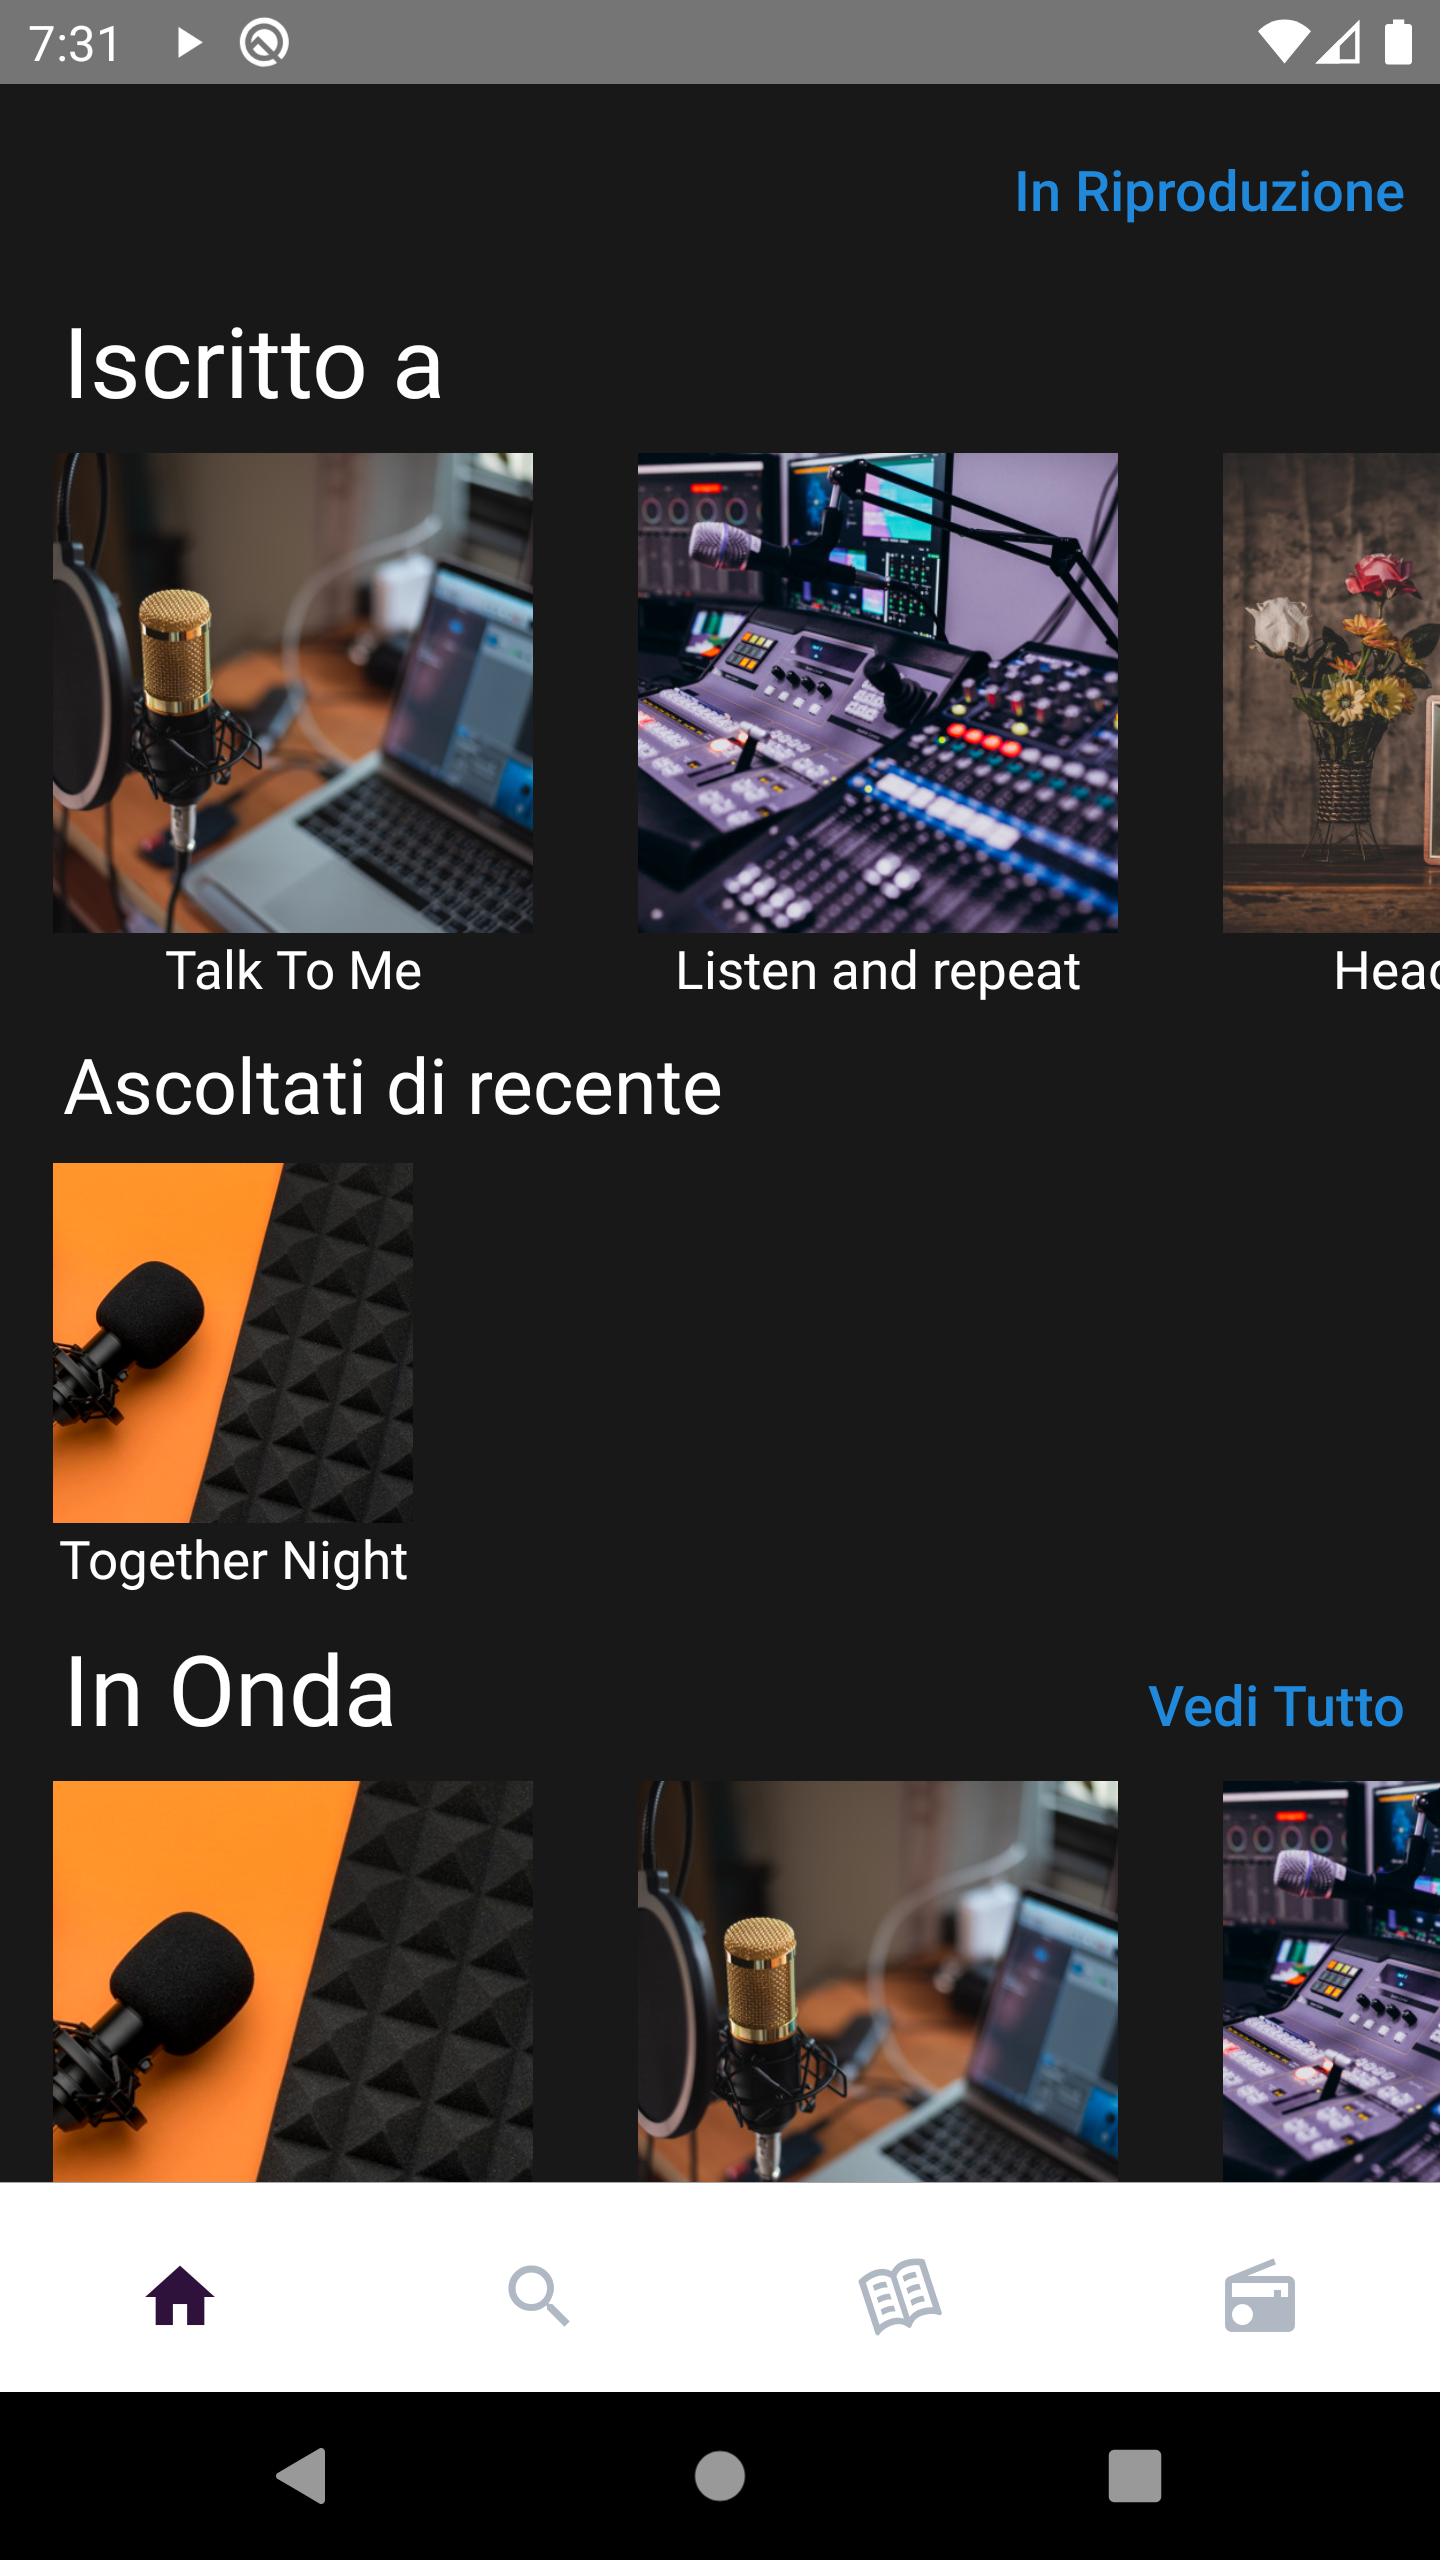 7:31
In Riproduzione
Iscritto a
Talk To Me
Listen and repeat
Ascoltati di recente
Together Night
In Onda
Vedi Tutto